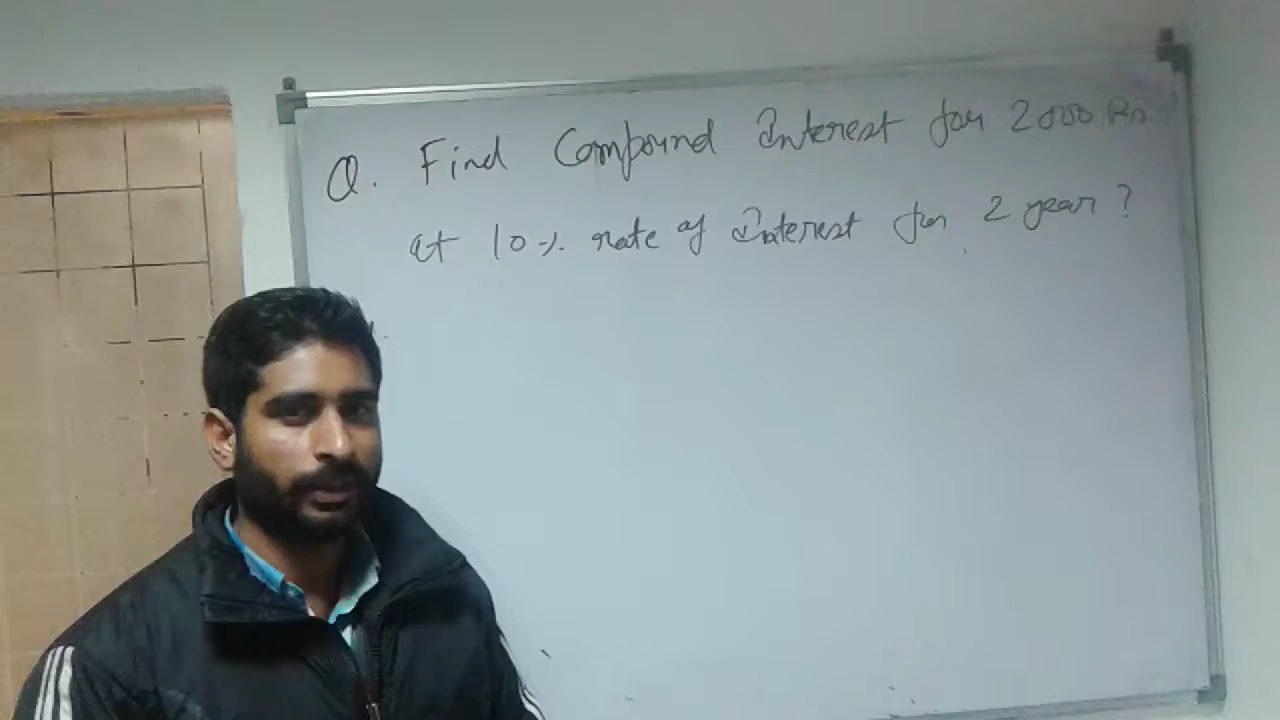 Q. Find Compound Interest for 2000 Rs
at 10% rate of Interest for 2 year?